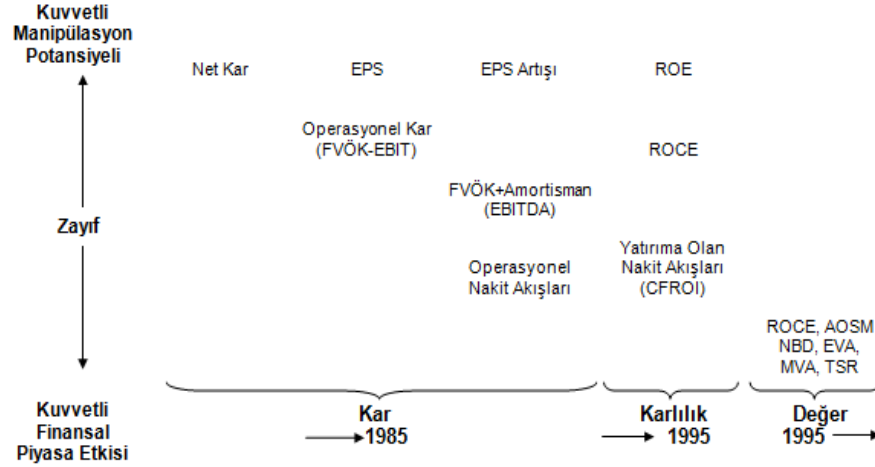 Kuvvetli
Manipülasyon
Potansiyeli
Net Kar
EPS
EPS Artışı
ROE
Operasyonel Kar
(FVÖK-EBIT)
ROCE
FVÖK+Amortisman
(EBITDA)
Zayıf
Operasyonel
Nakit Akışları
Yatırıma Olan
Nakit Akışları
(CFROI)
ROCE, AOSM
NBD, EVA,
MVA, TSR
Kuvvetli
Finansal
Piyasa Etkisi
Kar
1985
Karlılık
1995
Değer
1995